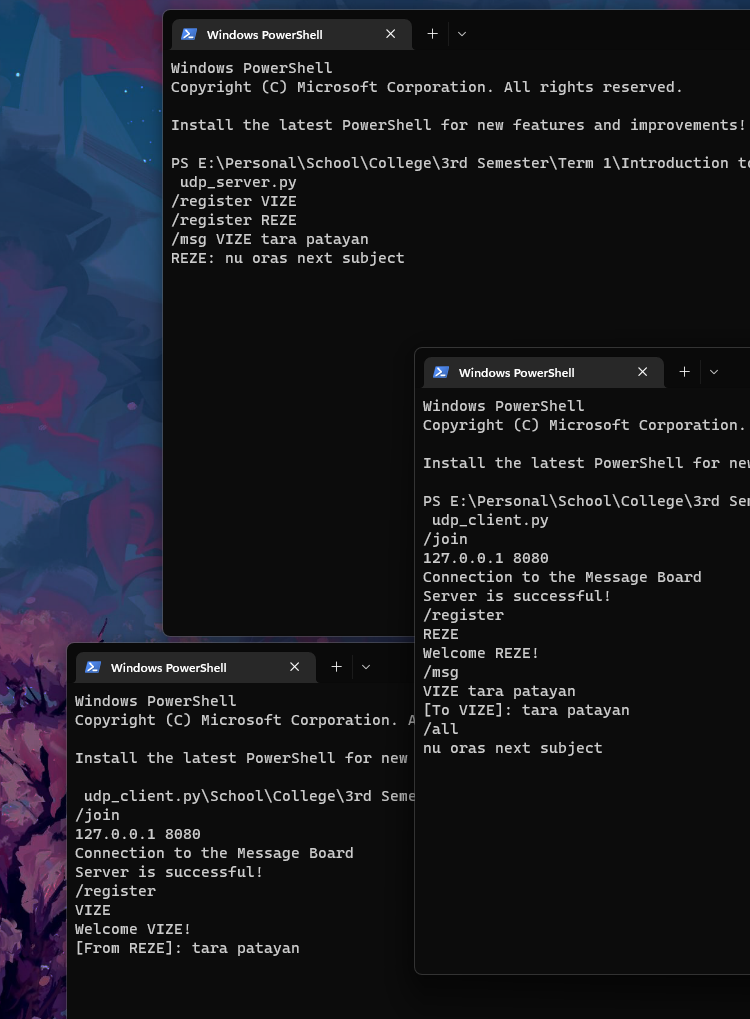 Windows PowerShell
Windows PowerShell
Copyright (C) Microsoft Corporation. All rights reserved.
Install the latest PowerShell for new features and improvements!
PS E:\Personal\School\College\3rd Semester\Term 1\Introduction to
udp_server.py
/register VIZE
/register REZE
/msg VIZE tara patayan
REZE: nu oras next subject
Windows PowerShell
Windows PowerShell
Copyright (C) Microsoft Corporation.
Install the latest PowerShell for new
PS E:\Personal\School\College\3rd Sem
udp_client.py
/join
127.0.0.1 8080
Connection to the Message Board
Server is successful!
/register
REZE
Welcome REZE!
/msg
VIZE tara patayan
[To VIZE]: tara patayan
/all
nu oras next subject
Windows PowerShell
Windows PowerShell
Copyright (C) Microsoft Corporation. A
Install the latest PowerShell for new
udp_client.py\School\College\3rd Seme
/join
127.0.0.1 8080
Connection to the Message Board
Server is successful!
/register
VIZE
Welcome VIZE!
[From REZE]: tara patayan